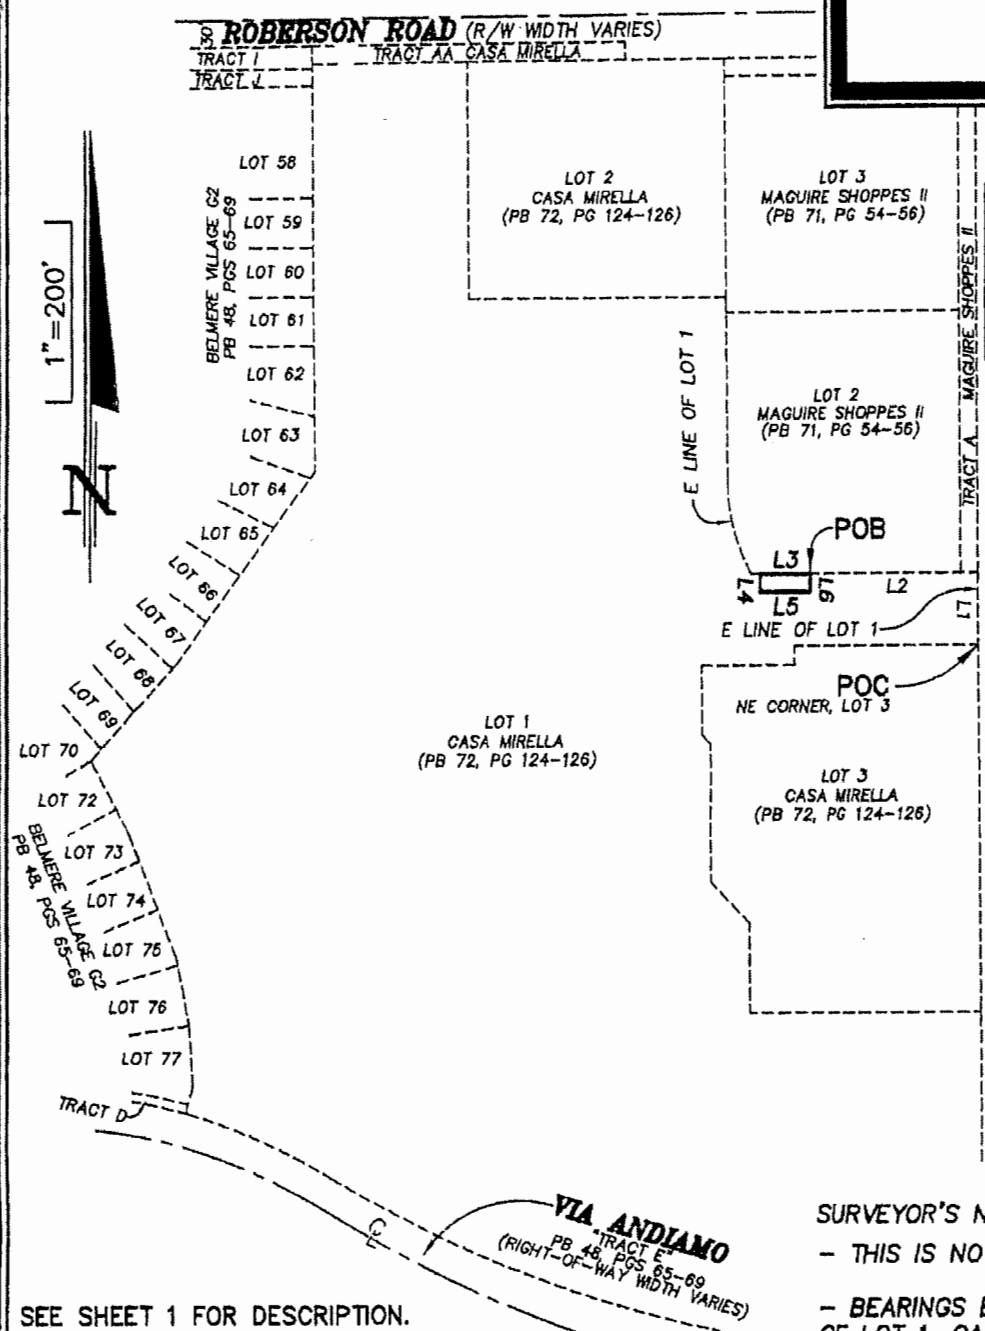 30'
ROBERSON ROAD (R/W WIDTH VARIES)
TRACT I
TRACT AA CASA MIRELLA
TRACT J
LOT 58
LOT 59
LOT 60
LOT 61
LOT 62
LOT 63
LOT 64
LOT 65
LOT 66
LOT 67
LOT 68
LOT 69
LOT 70
LOT 72
LOT 73
LOT 74
LOT 75
LOT 76
LOT 77
TRACT D
BELMERE VILLAGE G2
PB 48, PGS 65-69
BELMERE VILLAGE G2
PB 48, PGS 65-69
1"=200'
N
LOT 2
CASA MIRELLA
(PB 72, PG 124-126)
LOT 3
MAGUIRE SHOPPES II
(PB 71, PG 54-56)
LOT 2
MAGUIRE SHOPPES II
(PB 71, PG 54-56)
TRACT A MAGUIRE SHOPPES II
E LINE OF LOT 1
POB
L3
L4
L5
L6
L2
L1
E LINE OF LOT 1
POC
NE CORNER, LOT 3
LOT 1
CASA MIRELLA
(PB 72, PG 124-126)
LOT 3
CASA MIRELLA
(PB 72, PG 124-126)
CL
VIA ANDIAMO
"TRACT E"
PB 48, PGS 65-69
(RIGHT-OF-WAY WIDTH VARIES)
SURVEYOR'S N
- THIS IS NO
- BEARINGS
SEE SHEET 1 FOR DESCRIPTION.
OF LOT 1,